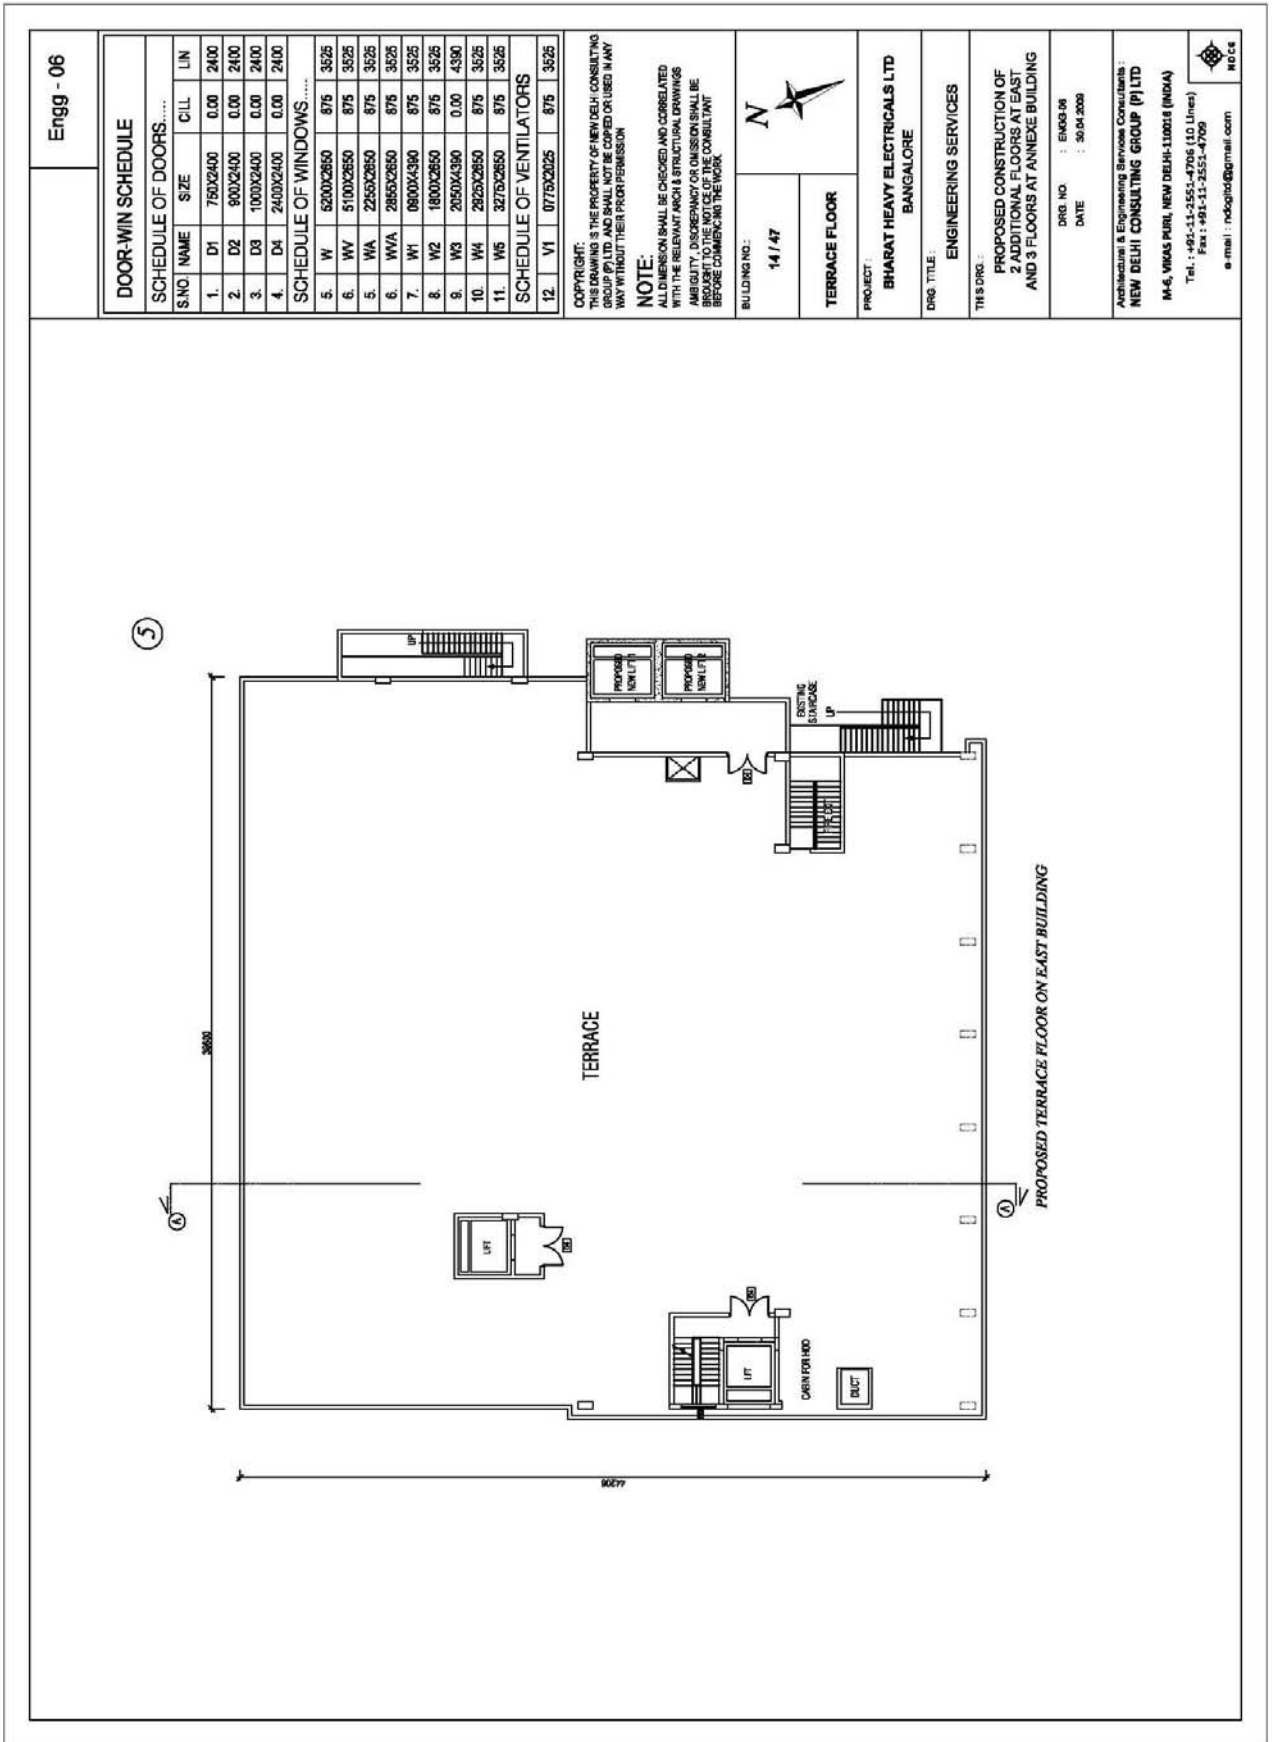 Engg - 06
DOOR-WIN SCHEDULE
SCHEDULE OF DOORS......
S.NO. NAME SIZE CILL LIN
1. D1 750X2400 0.00 2400
2. D2 900X2400 0.00 2400
3. D3 1000X2400 0.00 2400
4. D4 2400X2400 0.00 2400
SCHEDULE OF WINDOWS......
5. W 5200X2650 875 3525
6. WV 5100X2650 875 3525
5. WA 2255X2650 875 3525
6. WVA 2855X2650 875 3525
7. W1 0900X4390 875 3525
8. W2 1800X2650 875 3525
9. W3 2050X4390 0.00 4390
10. W4 2925X2650 875 3525
11. W5 3275X2650 875 3525
SCHEDULE OF VENTILATORS
12. V1 0775X2025 875 3525
COPYRIGHT:
THIS DRAWING IS THE PROPERTY OF NEW DELHI CONSULTING
GROUP (P) LTD. AND SHALL NOT BE COPIED OR USED IN ANY
WAY WITHOUT THEIR PRIOR PERMISSION
NOTE:
ALL DIMENSION SHALL BE CHECKED AND CORRELATED
WITH THE RELEVANT ARCH & STRUCTURAL DRAWINGS
AMBIGUITY, DISCREPANCY OR OMISSION SHALL BE
BROUGHT TO THE NOTICE OF THE CONSULTANT
BEFORE COMMENCING THE WORK
BUILDING NO.:
14 / 47
N
TERRACE FLOOR
PROJECT :
BHARAT HEAVY ELECTRICALS LTD
BANGALORE
DRG. TITLE :
ENGINEERING SERVICES
THIS DRG. :
PROPOSED CONSTRUCTION OF
2 ADDITIONAL FLOORS AT EAST
AND 3 FLOORS AT ANNEXE BUILDING
DRG. NO. : ENGG-06
DATE : 30.04.2009
Architectural & Engineering Services Consultants :
NEW DELHI CONSULTING GROUP (P) LTD
M-6, VIKAS PURI, NEW DELHI-110018 (INDIA)
Tel. : +91-11-2551-4706 (10 Lines)
Fax : +91-11-2551-4709
e-mail : ndcgltd@gmail.com
NDCG
5
UP
PROPOSED
NEW LIFT 1
PROPOSED
NEW LIFT 2
EXISTING
STAIRCASE
UP
TERRACE
A
LIFT
LIFT
CABIN FOR HOD
DUCT
A
44206
PROPOSED TERRACE FLOOR ON EAST BUILDING